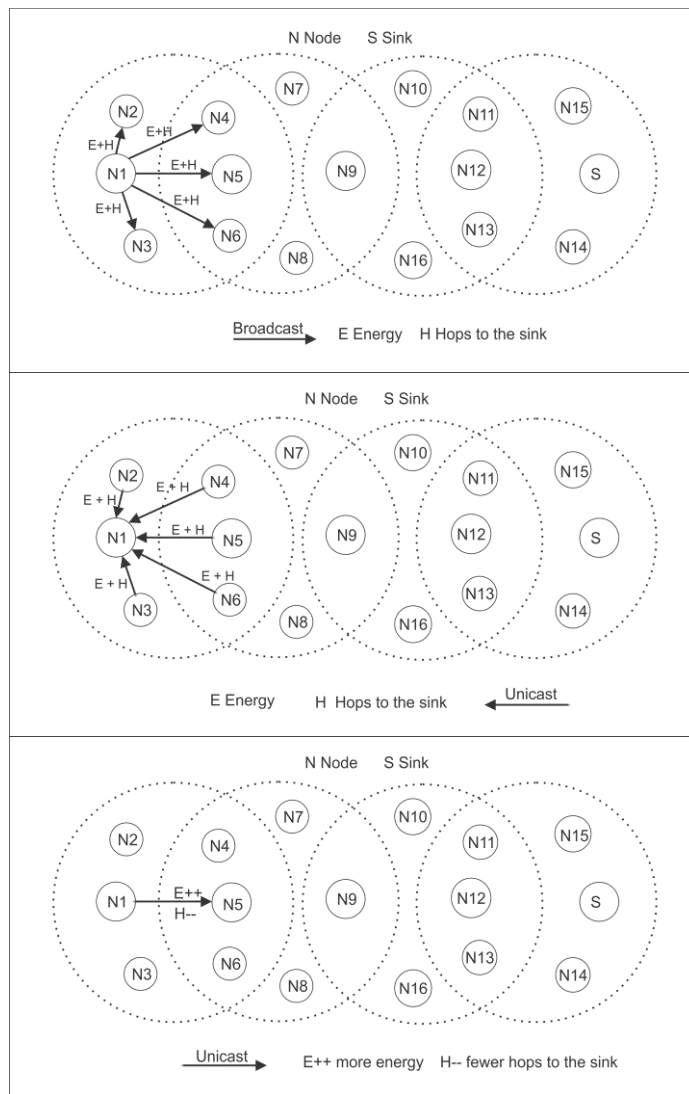 N Node S Sink
N7 N10
N2 N4 N11 N15
E+H E+H
N1 E+H N5 N9 N12 S
E+H E+H
N3 N6 N8 N16 N13 N14
Broadcast E Energy H Hops to the sink
N Node S Sink
N7 N10
N2 N4 N11 N15
E + H E + H
N1 E + H N5 N9 N12 S
E + H E + H
N3 N6 N8 N16 N13 N14
E Energy H Hops to the sink Unicast
N Node S Sink
N7 N10
N2 N4 N11 N15
N1 E++ N5 N9 N12 S
H--
N3 N6 N8 N16 N13 N14
Unicast E++ more energy H-- fewer hops to the sink